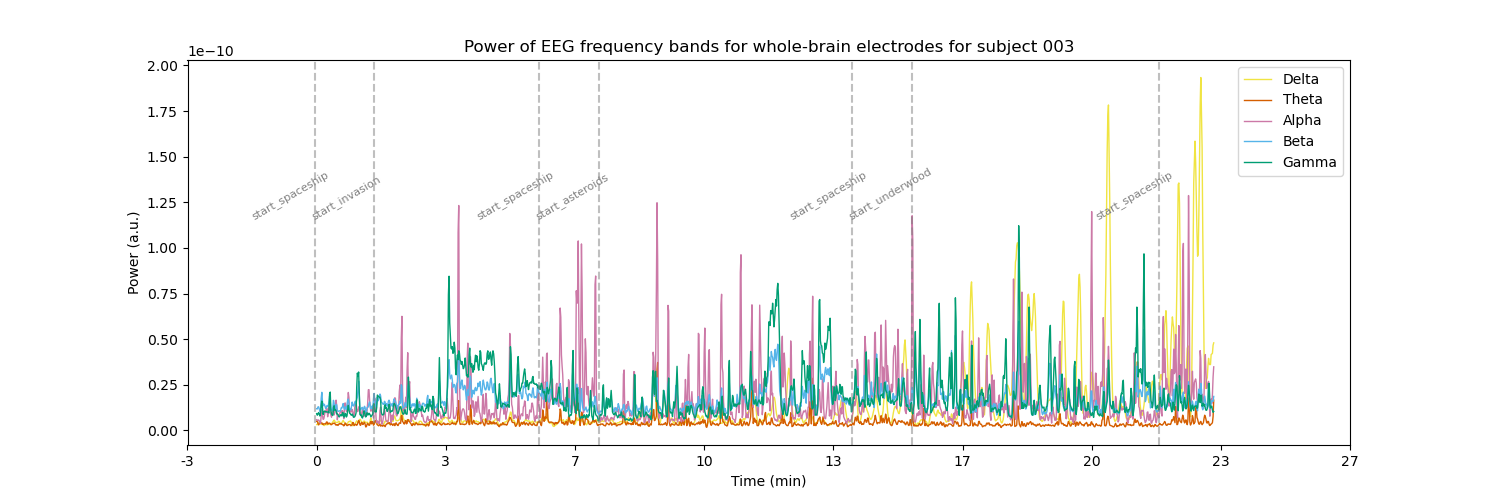 Power of EEG frequency bands for whole-brain electrodes for subject 003
1e−10
2.00
1.75
1.50
1.25
1.00
0.75
0.50
0.25
0.00
Power (a.u.)
start_spaceship
start_invasion
start_spaceship
start_asteroids
start_spaceship
start_underwood
start_spaceship
Delta
Theta
Alpha
Beta
Gamma
-3 0 3 7 10 13 17 20 23 27
Time (min)